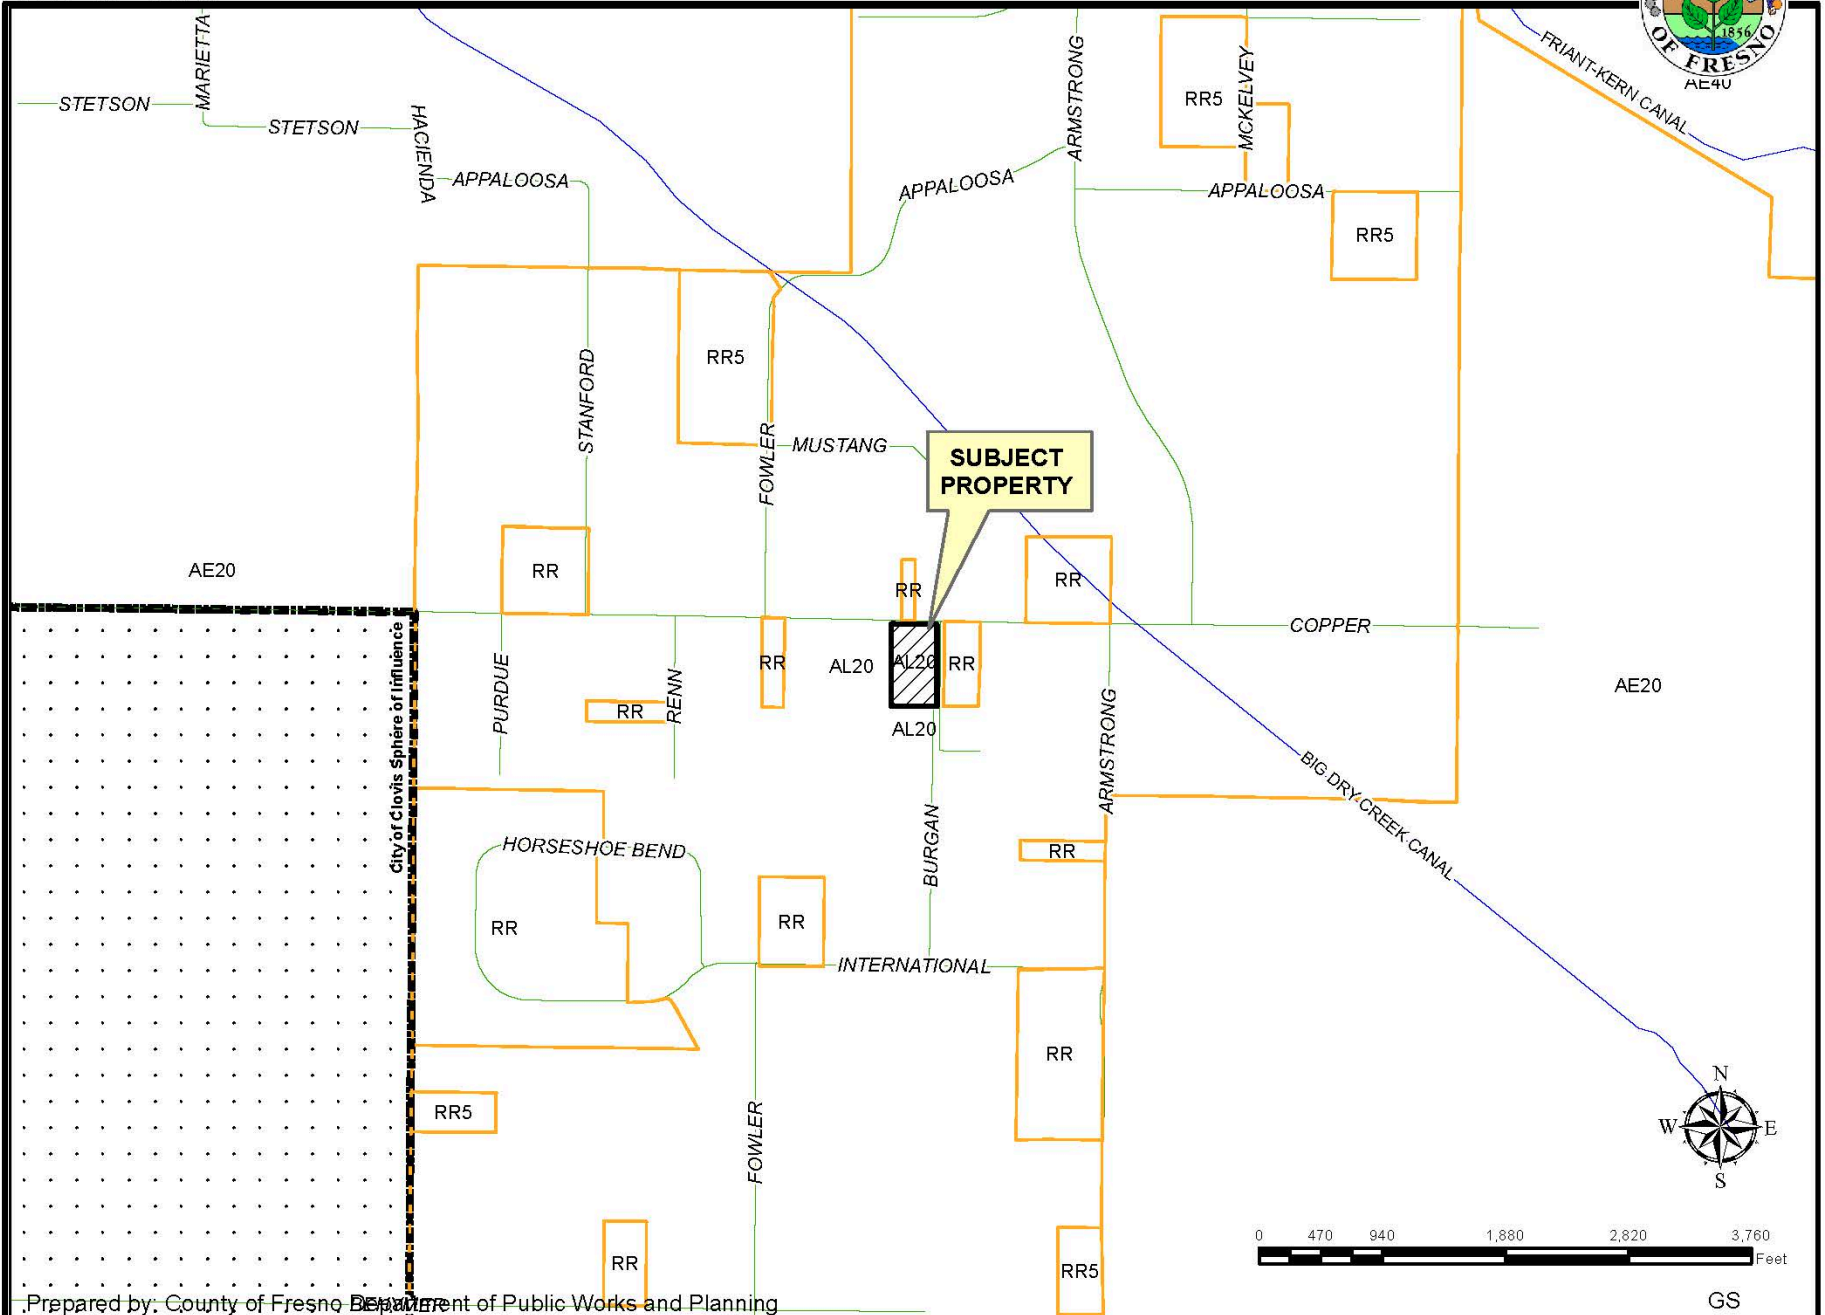 MARIETTA
1856
OF FRESNO
AE40
FRIANT-KERN CANAL
STETSON
STETSON
HACIENDA
APPALOOSA
APPALOOSA
ARMSTRONG
RR5
MCKELVEY
APPALOOSA
RR5
STANFORD
RR5
FOWLER
MUSTANG
SUBJECT
PROPERTY
AE20
RR
RR
RR
COPPER
City of Clovis Sphere of Influence
PURDUE
RR
RENN
RR
AL20
AL20
RR
AL20
ARMSTRONG
AE20
BIG DRY CREEK CANAL
HORSESHOE BEND
RR
BURGAN
RR
RR
INTERNATIONAL
RR
RR5
FOWLER
N
W
E
S
RR
RR5
0 470 940 1,880 2,820 3,760
Feet
Prepared by: County of Fresno Department of Public Works and Planning
GS